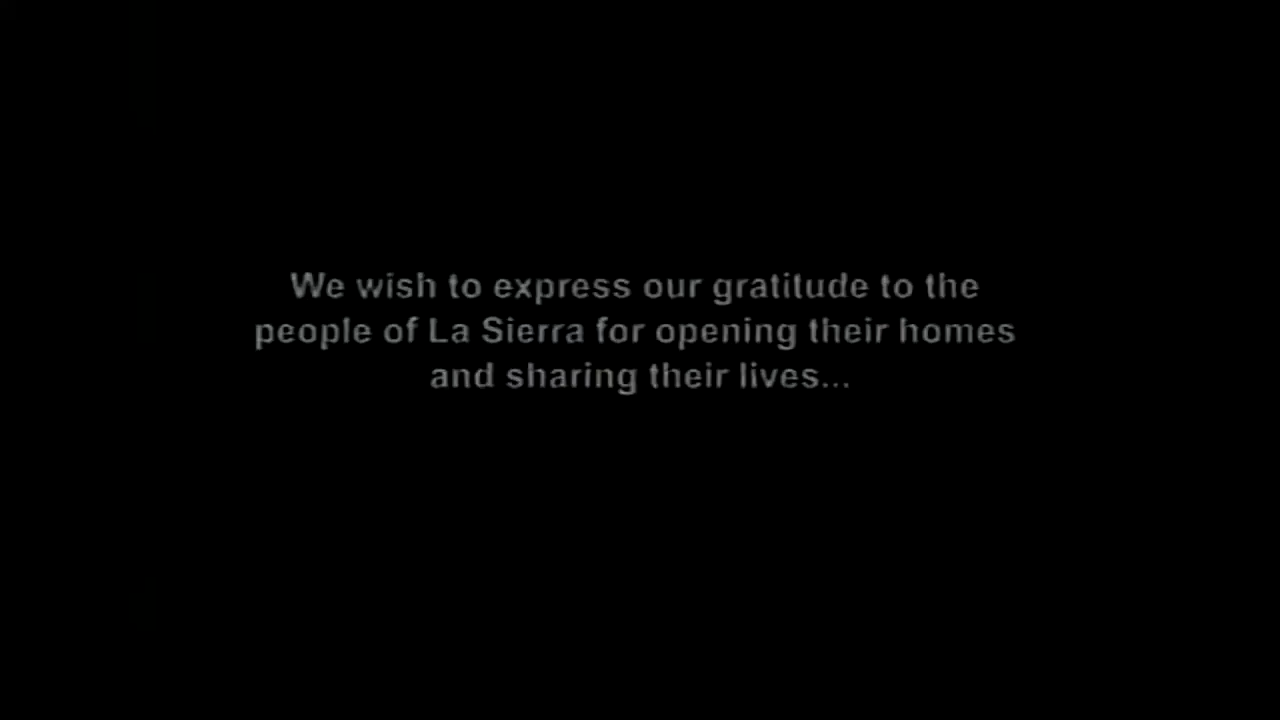 We wish to express our gratitude to the
people of La Sierra for opening their homes
and sharing their lives...